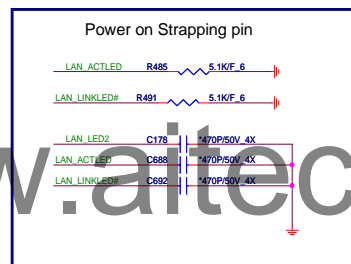 Power on Strapping pin
LAN_ACTLED R485 5.1K/F_6
LAN_LINKLED# R491 5.1K/F_6
LAN_LED2 C178 *470P/50V_4X
LAN_ACTLED C688 *470P/50V_4X
LAN_LINKLED# C692 *470P/50V_4X
w.aitec